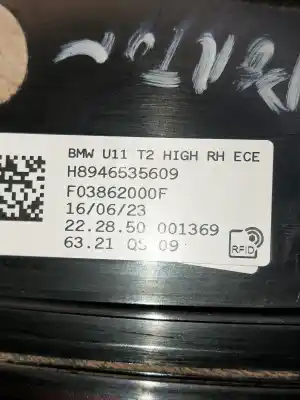 BMW U11 T2 HIGH RH ECE
H8946535609
F03862000F
16/06/23
22.28.50 001369
63.21 QS 09
RFID